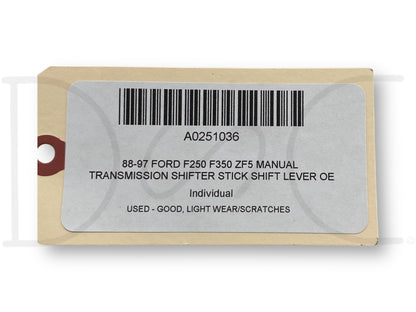 A0251036
88-97 FORD F250 F350 ZF5 MANUAL
TRANSMISSION SHIFTER STICK SHIFT LEVER OE
Individual
USED - GOOD, LIGHT WEAR/SCRATCHES